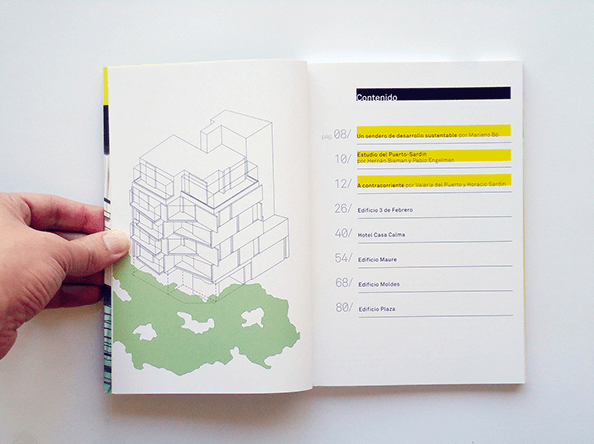 Contenido
pág. 08/ Un sendero de desarrollo sustentable por Mariano Bo
10/ Estudio del Puerto-Sardin
por Hernán Bisman y Pablo Engelman
12/ A contracorriente por Valeria del Puerto y Horacio Sardin
26/ Edificio 3 de Febrero
40/ Hotel Casa Calma
54/ Edificio Maure
68/ Edificio Moldes
80/ Edificio Plaza